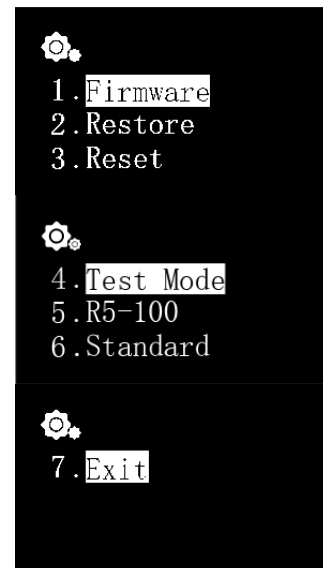 1.Firmware
2.Restore
3.Reset
4.Test Mode
5.R5-100
6.Standard
7.Exit